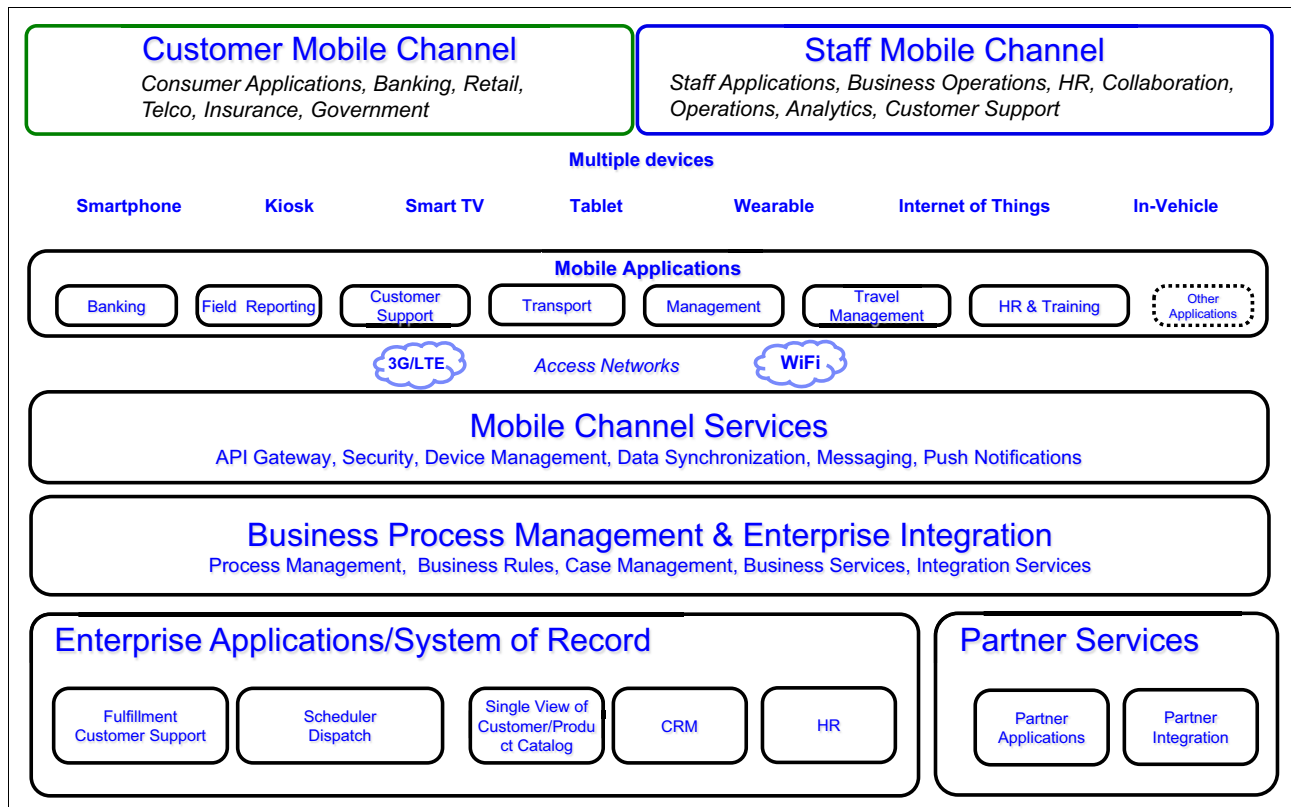 Customer Mobile Channel
Consumer Applications, Banking, Retail,
Telco, Insurance, Government
Staff Mobile Channel
Staff Applications, Business Operations, HR, Collaboration,
Operations, Analytics, Customer Support
Multiple devices
Smartphone Kiosk Smart TV Tablet Wearable Internet of Things In-Vehicle
Mobile Applications
Banking
Field Reporting
Customer
Support
Transport
Management
Travel
Management
HR & Training
Other
Applications
3G/LTE
Access Networks
WiFi
Mobile Channel Services
API Gateway, Security, Device Management, Data Synchronization, Messaging, Push Notifications
Business Process Management & Enterprise Integration
Process Management, Business Rules, Case Management, Business Services, Integration Services
Enterprise Applications/System of Record
Fulfillment
Customer Support
Scheduler
Dispatch
Single View of
Customer/Produ
ct Catalog
CRM
HR
Partner Services
Partner
Applications
Partner
Integration